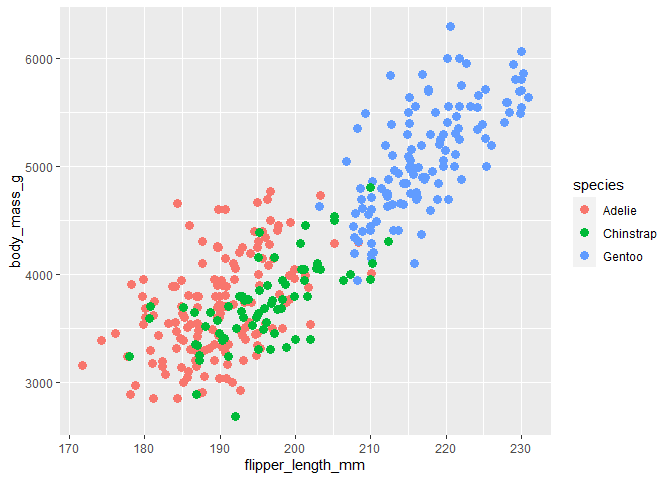 6000
5000
4000
3000
body_mass_g
170 180 190 200 210 220 230
flipper_length_mm
species
Adelie
Chinstrap
Gentoo